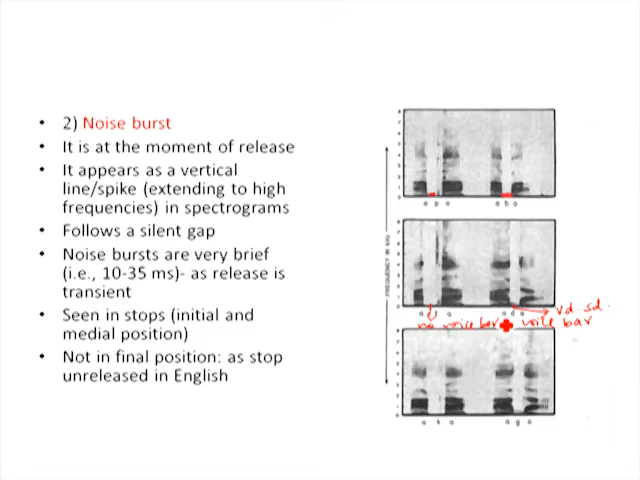 • 2) Noise burst
• It is at the moment of release
• It appears as a vertical
line/spike (extending to high
frequencies) in spectrograms
• Follows a silent gap
• Noise bursts are very brief
(i.e., 10-35 ms)- as release is
transient
• Seen in stops (initial and
medial position)
• Not in final position: as stop
unreleased in English
FREQUENCY IN kHz
a p a a b a
a t a a d a
vd. sd.
no voice bar voice bar
a k a a g a